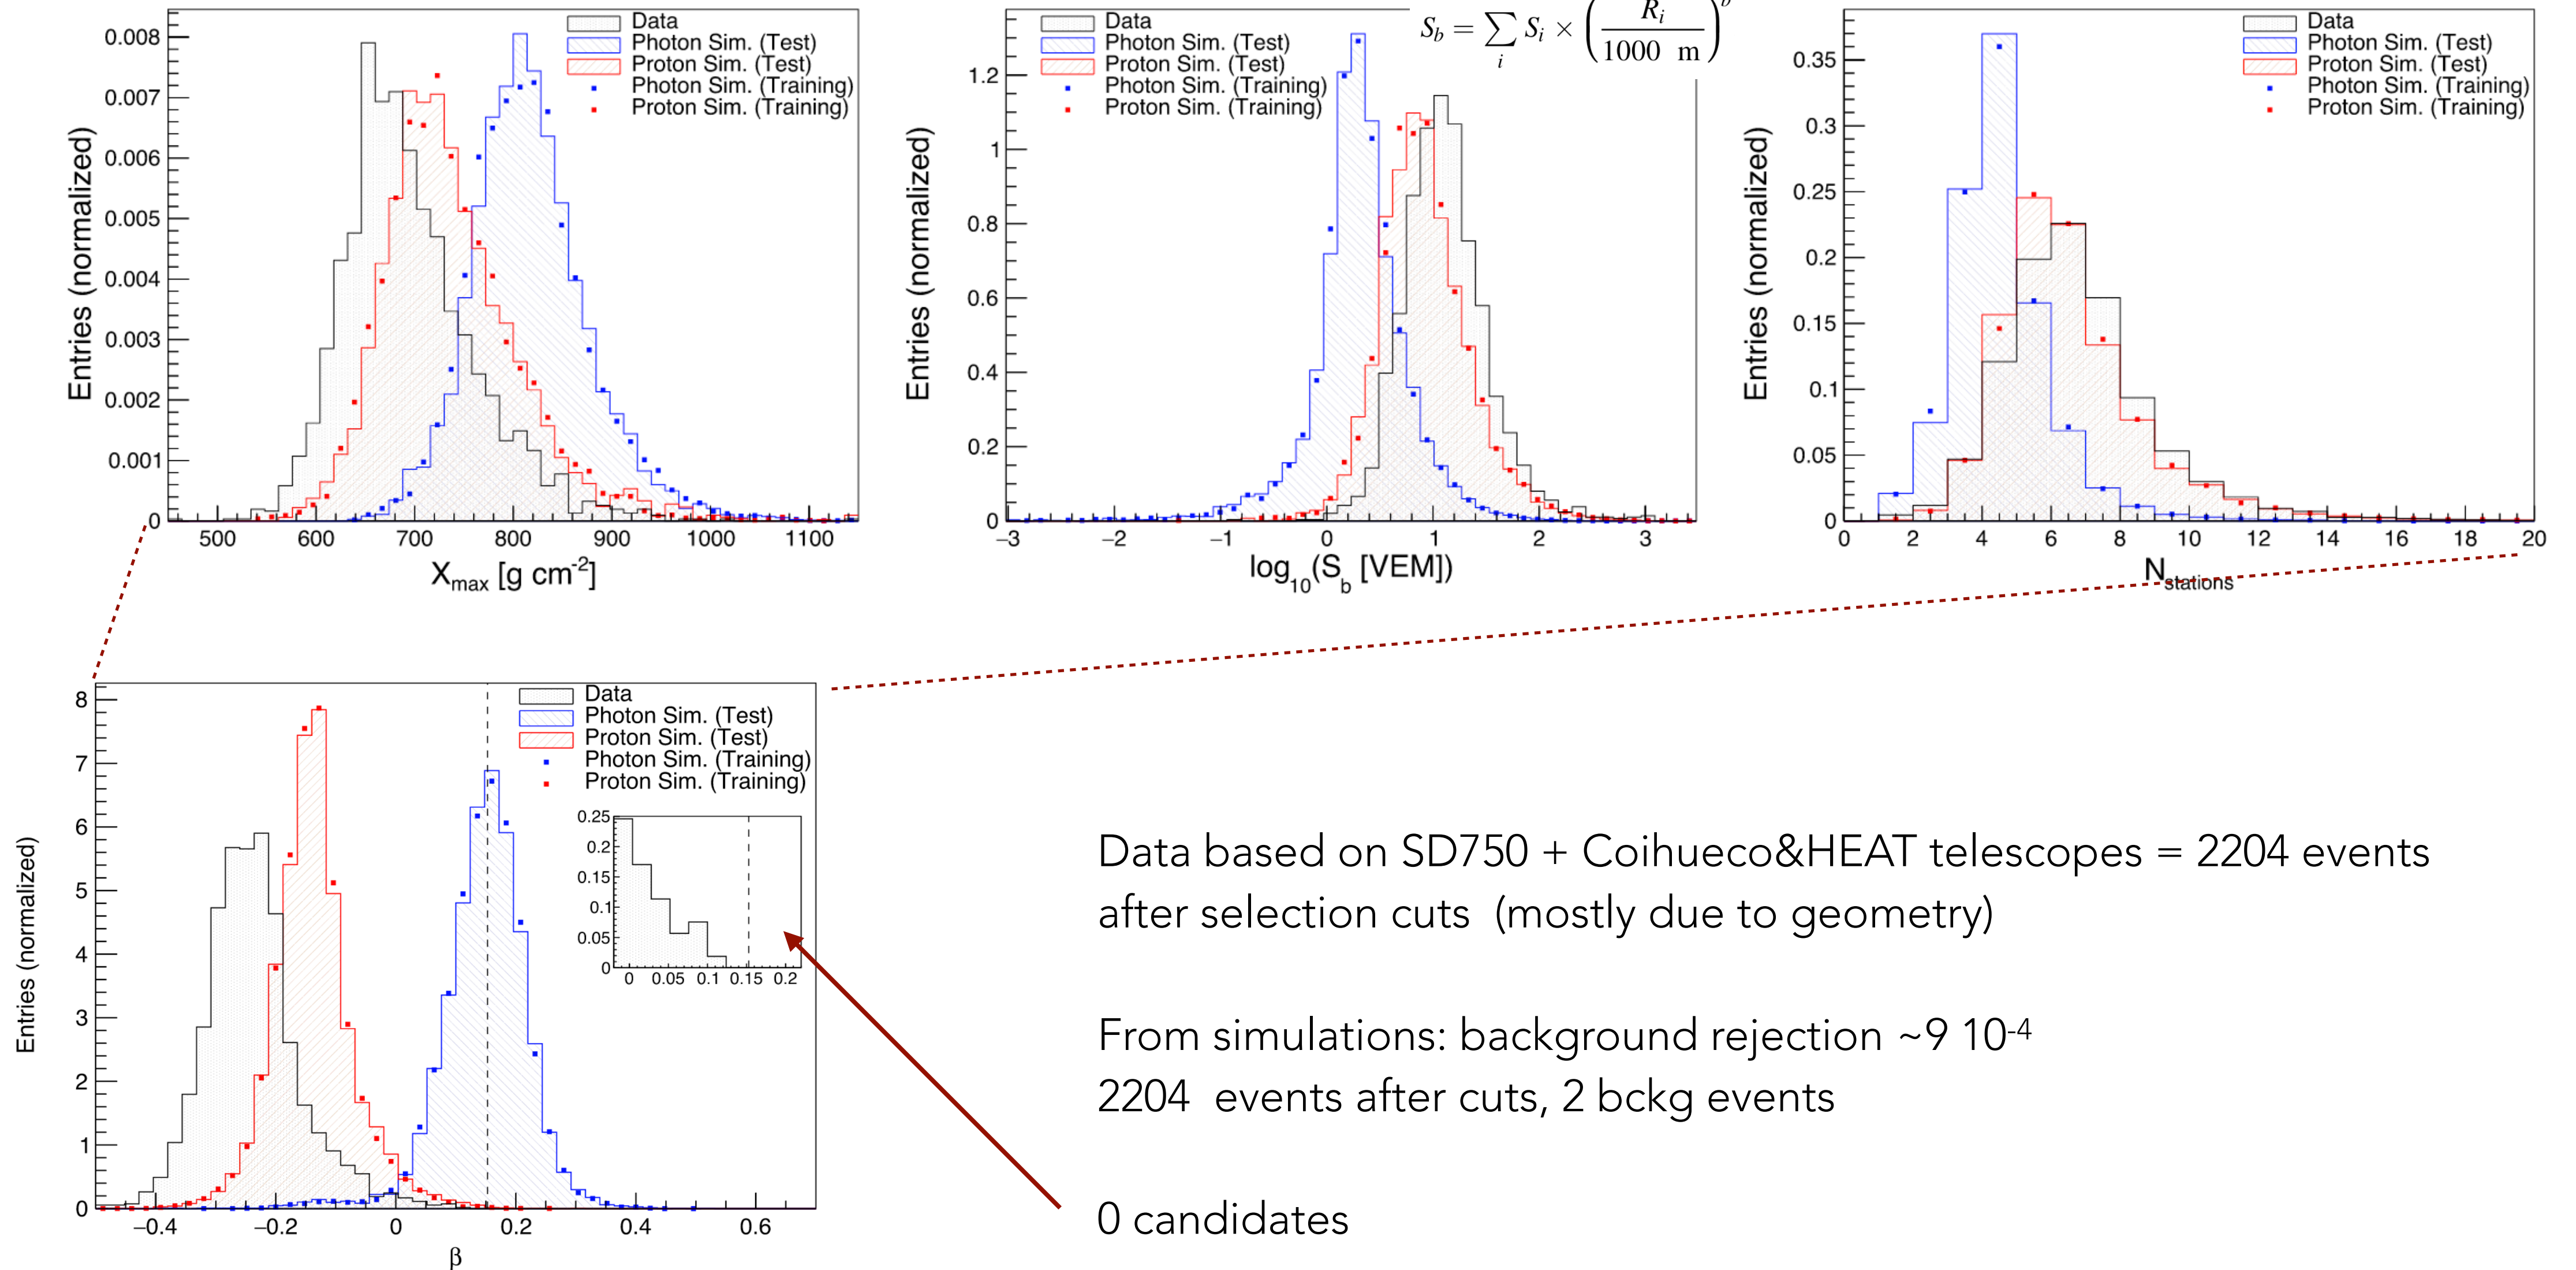 Data
Photon Sim. (Test)
Proton Sim. (Test)
Photon Sim. (Training)
Proton Sim. (Training)
0.008
0.007
0.006
0.005
0.004
0.003
0.002
0.001
0
Entries (normalized)
500 600 700 800 900 1000 1100
Xmax [g cm-2]
Data
Photon Sim. (Test)
Proton Sim. (Test)
Photon Sim. (Training)
Proton Sim. (Training)
1.2
1
0.8
0.6
0.4
0.2
0
Entries (normalized)
−3 −2 −1 0 1 2 3
log10(Sb [VEM])
Sb = ∑i Si × (Ri / 1000 m)b
Data
Photon Sim. (Test)
Proton Sim. (Test)
Photon Sim. (Training)
Proton Sim. (Training)
0.35
0.3
0.25
0.2
0.15
0.1
0.05
0
Entries (normalized)
0 2 4 6 8 10 12 14 16 18 20
Nstations
Data
Photon Sim. (Test)
Proton Sim. (Test)
Photon Sim. (Training)
Proton Sim. (Training)
8
7
6
5
4
3
2
1
0
Entries (normalized)
−0.4 −0.2 0 0.2 0.4 0.6
β
0.25
0.2
0.15
0.1
0.05
0
0 0.05 0.1 0.15 0.2
Data based on SD750 + Coihueco&HEAT telescopes = 2204 events
after selection cuts (mostly due to geometry)
From simulations: background rejection ~9 10-4
2204 events after cuts, 2 bckg events
0 candidates